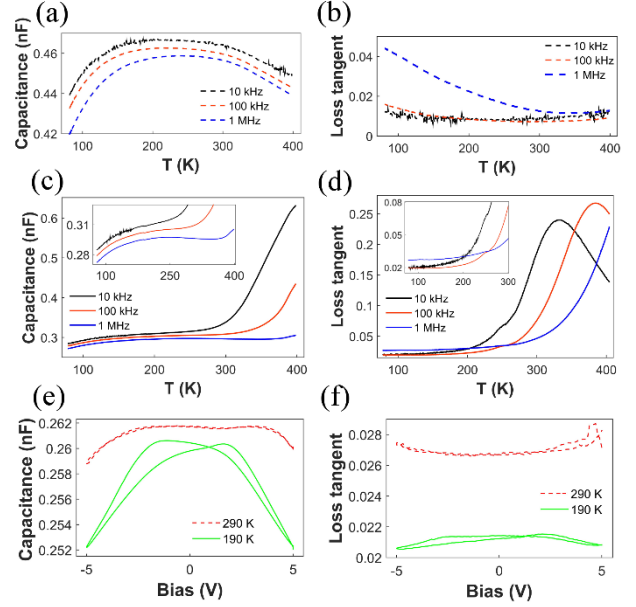 (a)
Capacitance (nF)
0.46
0.44
0.42
100
200
300
400
T (K)
10 kHz
100 kHz
1 MHz
(b)
Loss tangent
0.04
0.02
0
100
200
300
400
T (K)
10 kHz
100 kHz
1 MHz
(c)
Capacitance (nF)
0.6
0.5
0.4
0.3
100
200
300
400
T (K)
0.31
0.28
100
250
400
10 kHz
100 kHz
1 MHz
(d)
Loss tangent
0.25
0.20
0.15
0.10
0.05
100
200
300
400
T (K)
0.08
0.06
0.04
0.02
100
200
300
10 kHz
100 kHz
1 MHz
(e)
Capacitance (nF)
0.262
0.26
0.258
0.256
0.254
0.252
-5
0
5
Bias (V)
290 K
190 K
(f)
Loss tangent
0.028
0.026
0.024
0.022
0.02
-5
0
5
Bias (V)
290 K
190 K